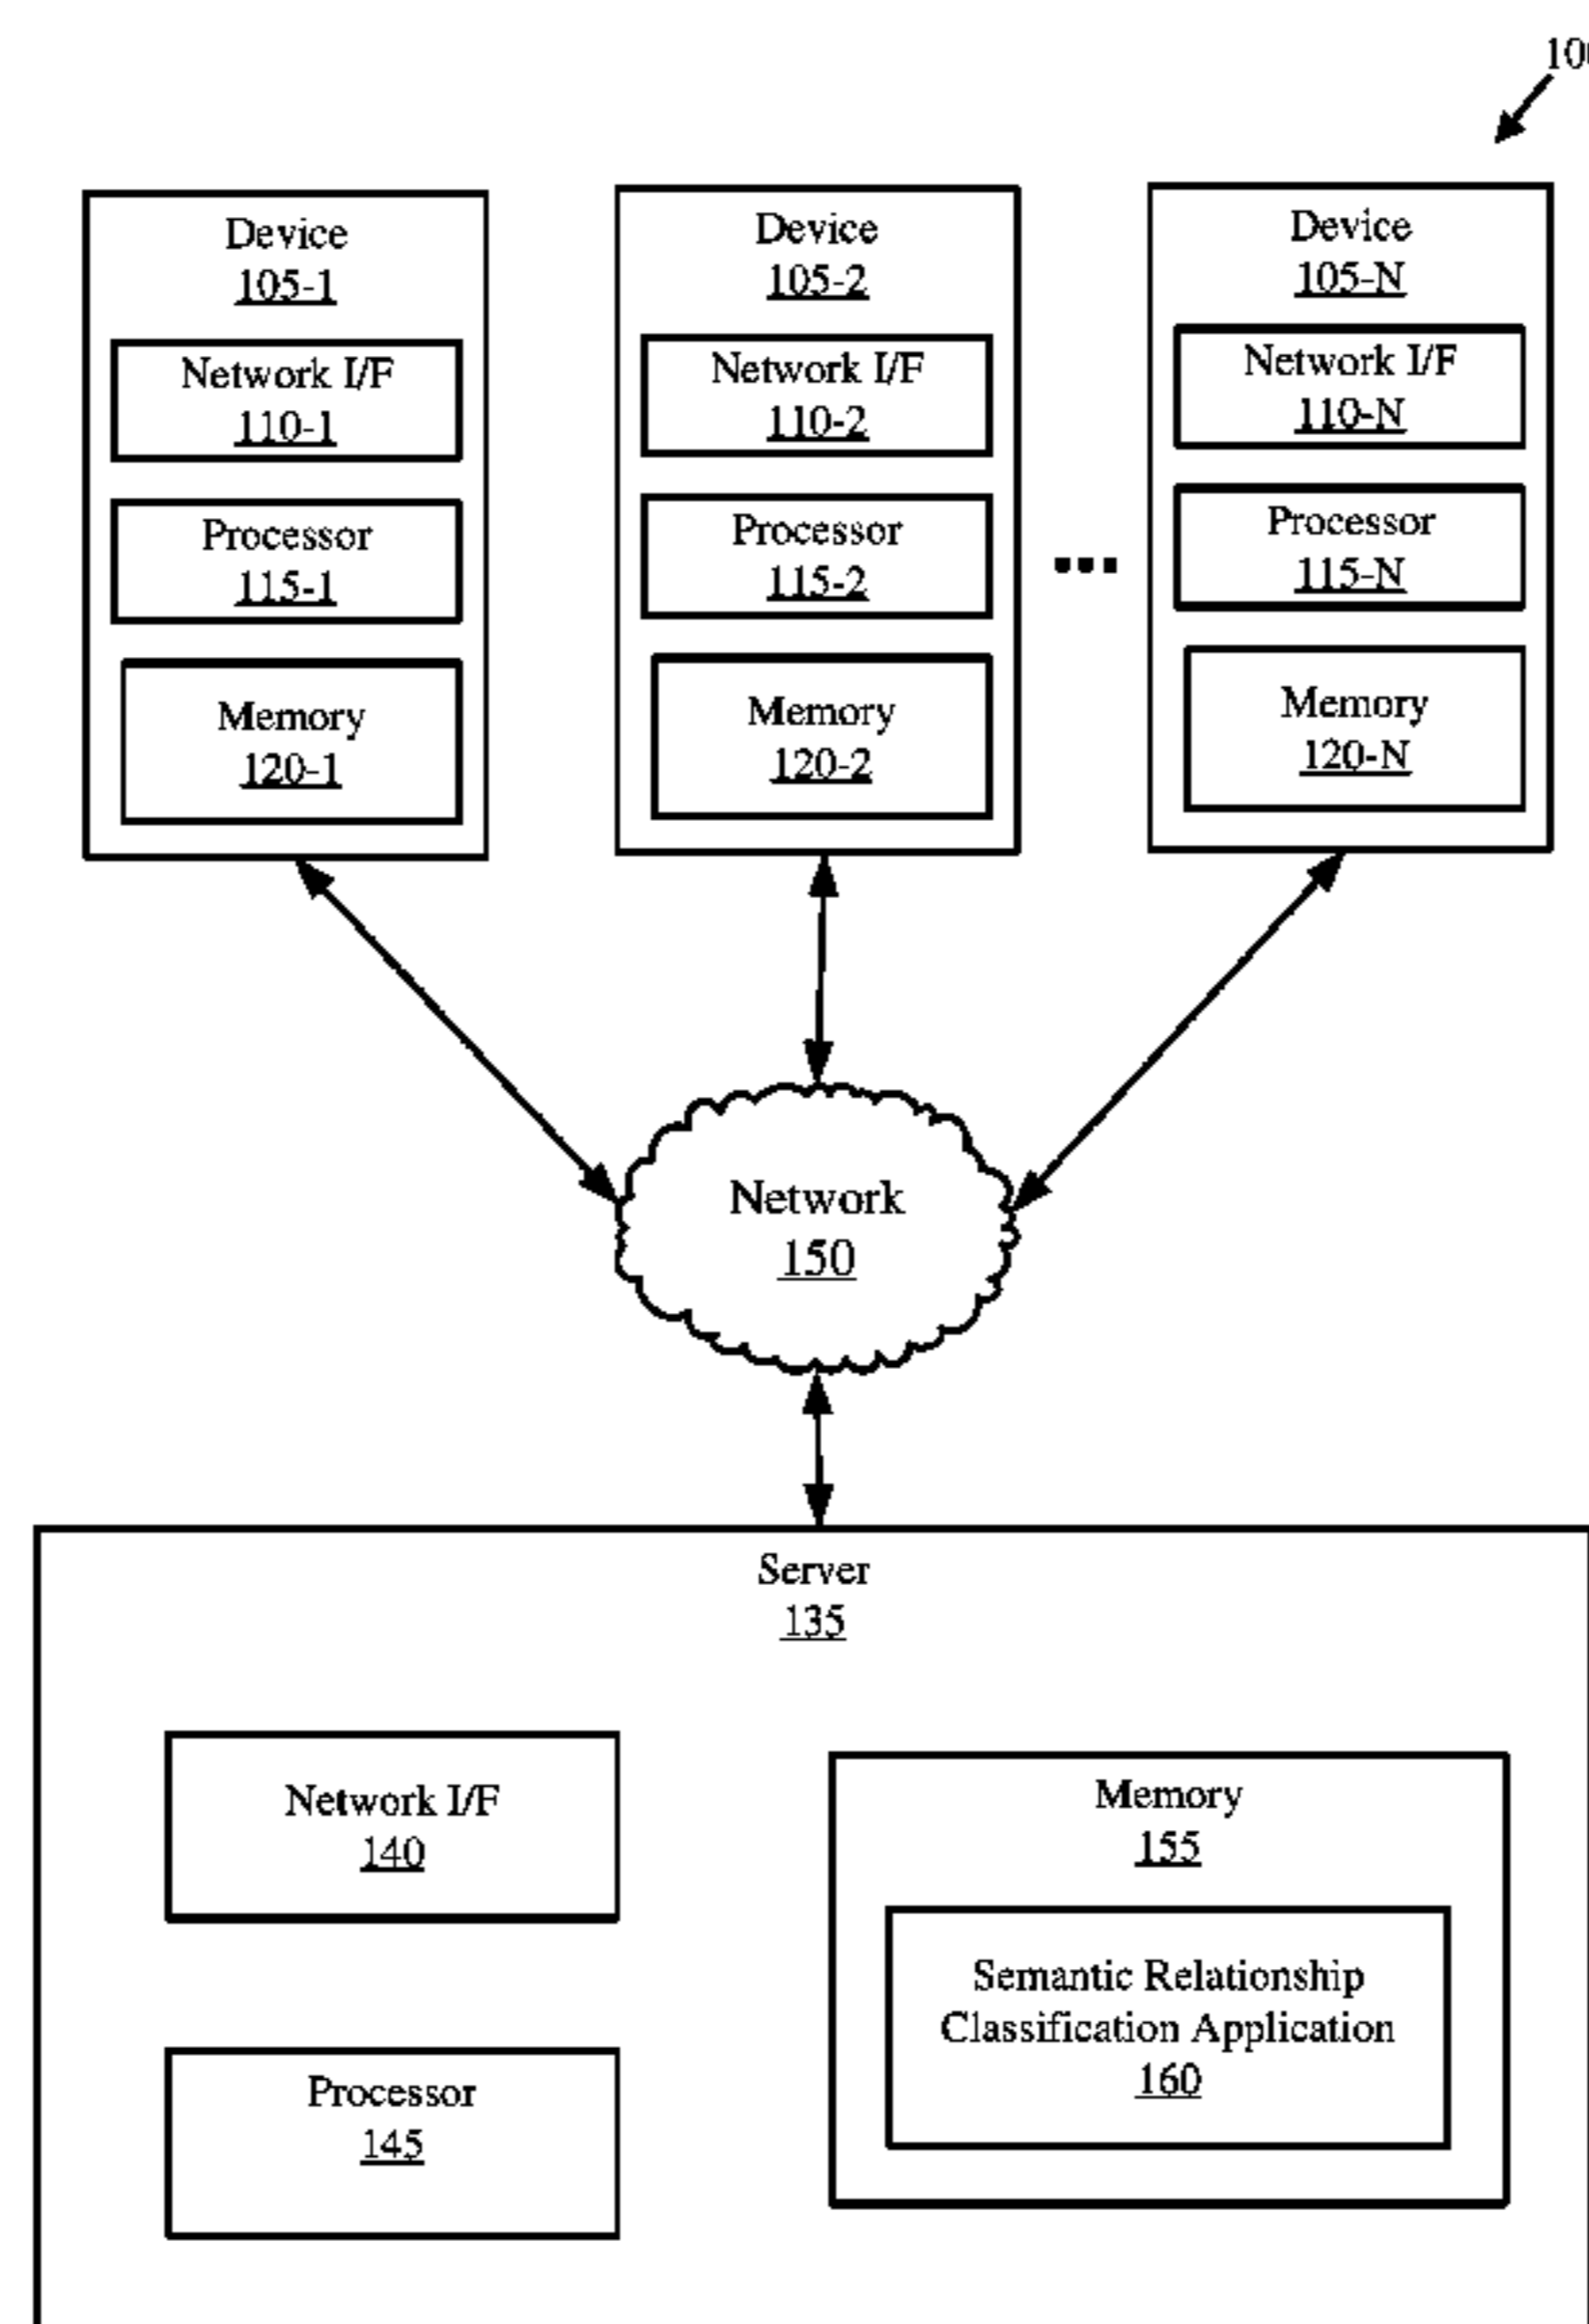 Device
105-1
Network I/F
110-1
Processor
115-1
Memory
120-1
Device
105-2
Network I/F
110-2
Processor
115-2
Memory
120-2
...
Device
105-N
Network I/F
110-N
Processor
115-N
Memory
120-N
Network
150
Server
135
Network I/F
140
Processor
145
Memory
155
Semantic Relationship
Classification Application
160